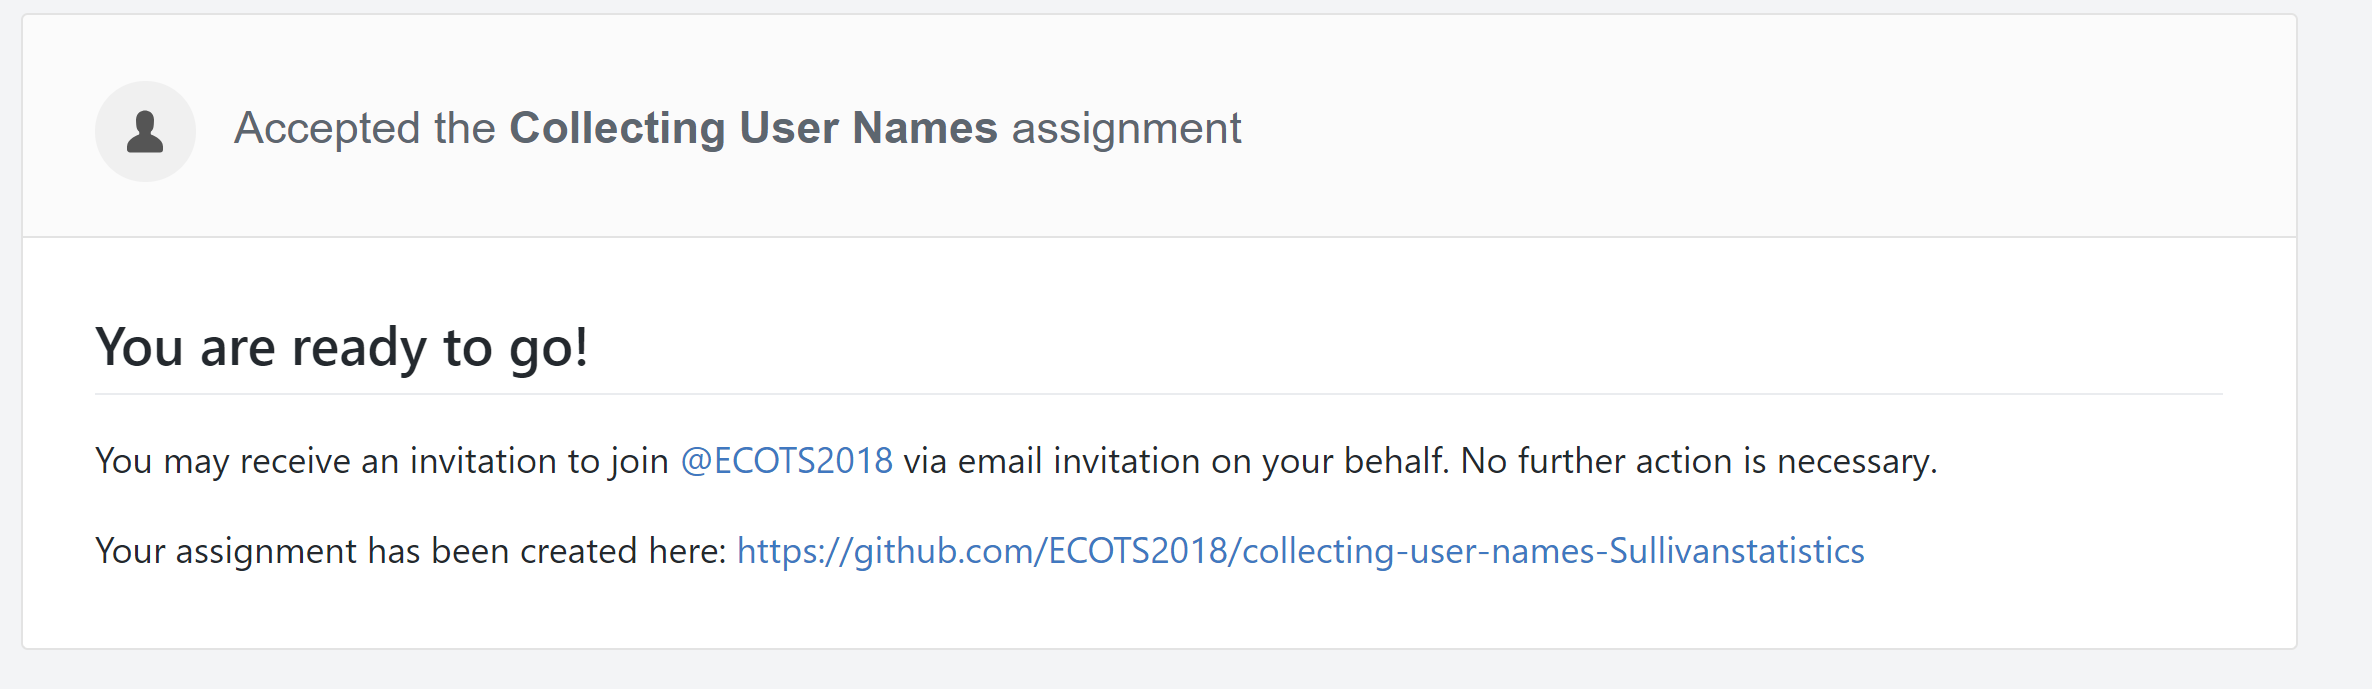 Accepted the Collecting User Names assignment
You are ready to go!
You may receive an invitation to join @ECOTS2018 via email invitation on your behalf. No further action is necessary.
Your assignment has been created here: https://github.com/ECOTS2018/collecting-user-names-Sullivanstatistics